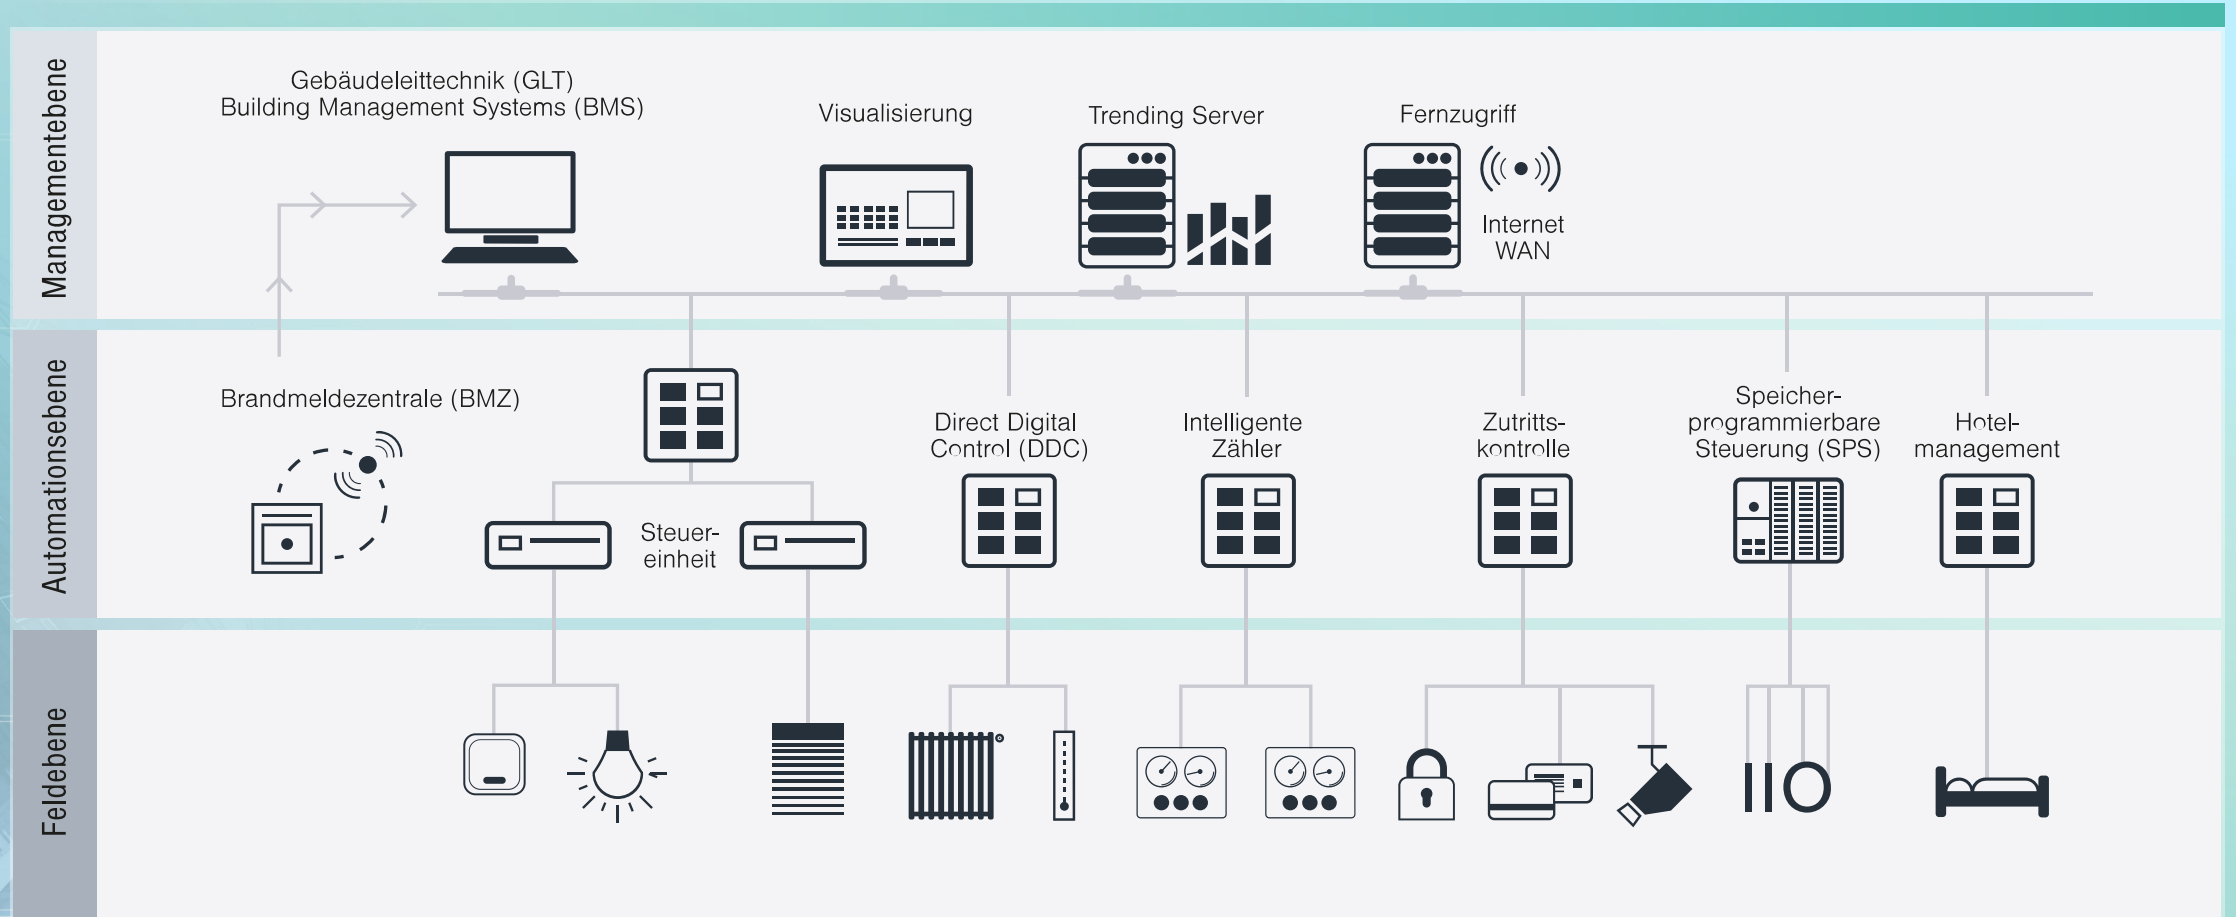 Managementebene
Gebäudeleittechnik (GLT)
Building Management Systems (BMS)
Visualisierung
Trending Server
Fernzugriff
Internet
WAN
Automationsebene
Brandmeldezentrale (BMZ)
Steuer-
einheit
Direct Digital
Control (DDC)
Intelligente
Zähler
Zutritts-
kontrolle
Speicher-
programmierbare
Steuerung (SPS)
Hotel-
management
Feldebene